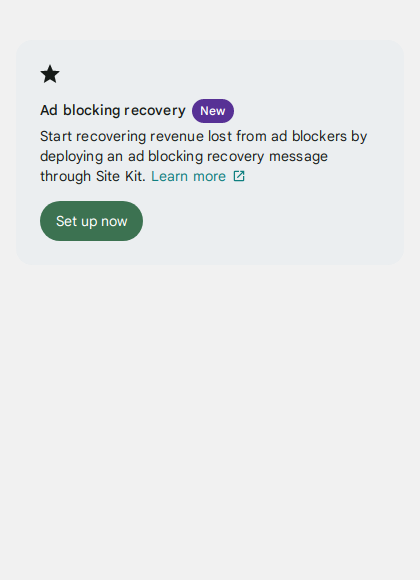 Ad blocking recovery New
Start recovering revenue lost from ad blockers by
deploying an ad blocking recovery message
through Site Kit. Learn more
Set up now